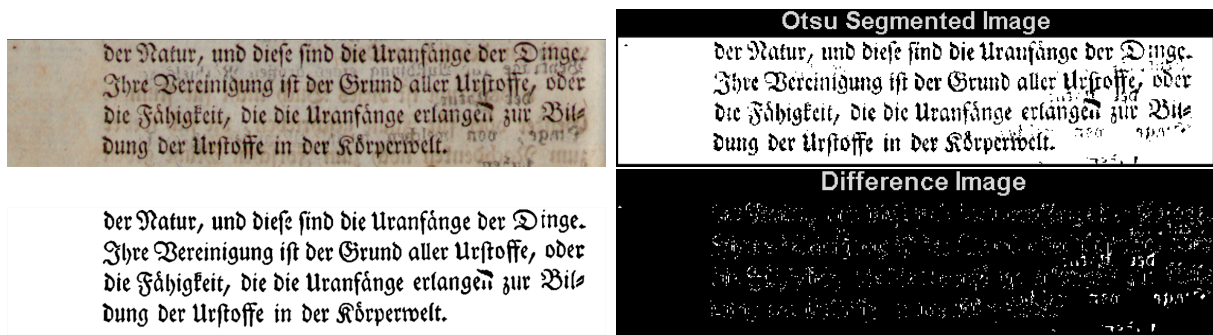 der Natur, und diese sind die Uranfänge der Dinge.
Ihre Vereinigung ist der Grund aller Urstoffe, oder
die Fähigkeit, die die Uranfänge erlangen zur Bil-
dung der Urstoffe in der Körperwelt.
Otsu Segmented Image
der Natur, und diese sind die Uranfänge der Dinge.
Ihre Vereinigung ist der Grund aller Urstoffe, oder
die Fähigkeit, die die Uranfänge erlangen zur Bil-
dung der Urstoffe in der Körperwelt.
der Natur, und diese sind die Uranfänge der Dinge.
Ihre Vereinigung ist der Grund aller Urstoffe, oder
die Fähigkeit, die die Uranfänge erlangen zur Bil-
dung der Urstoffe in der Körperwelt.
Difference Image